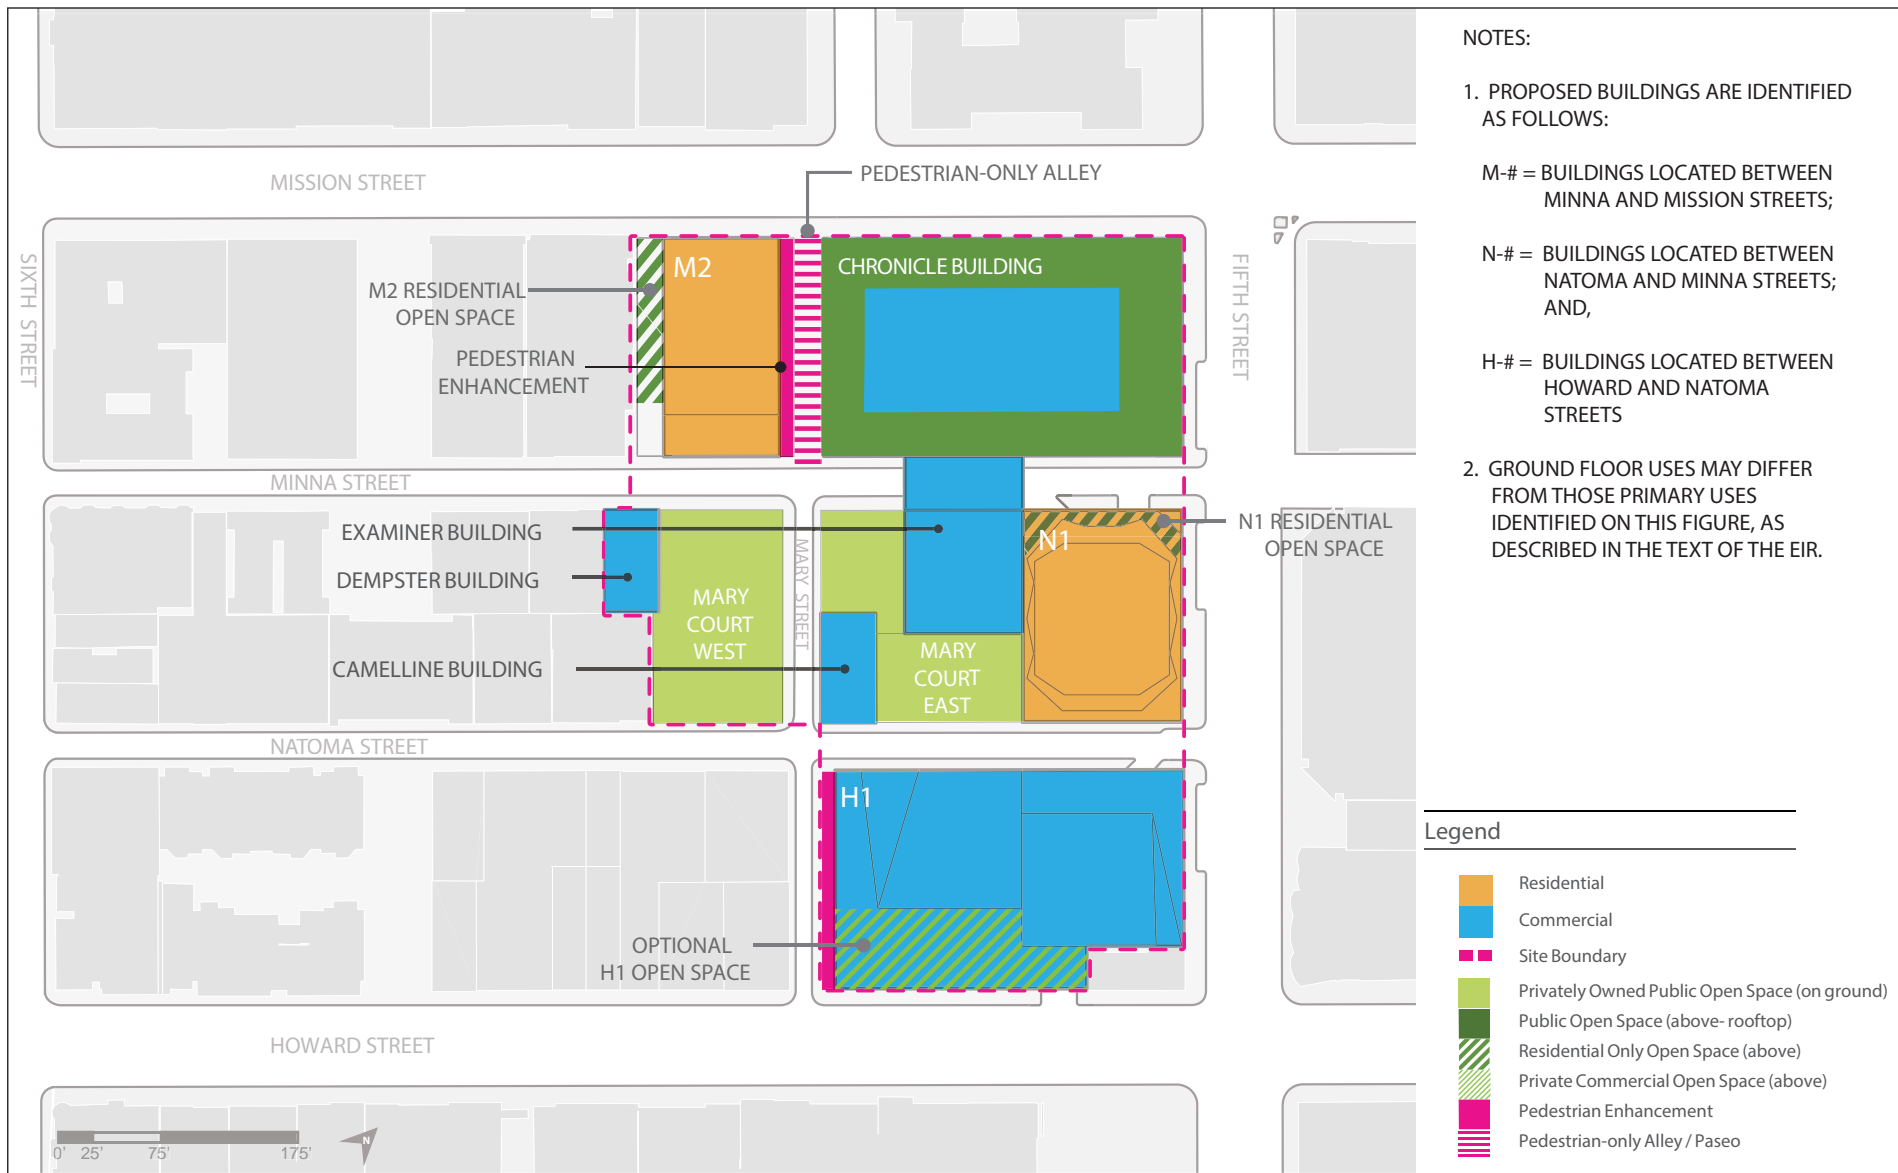 MISSION STREET
PEDESTRIAN-ONLY ALLEY
SIXTH STREET
FIFTH STREET
M2
CHRONICLE BUILDING
M2 RESIDENTIAL
OPEN SPACE
PEDESTRIAN
ENHANCEMENT
MINNA STREET
EXAMINER BUILDING
DEMPSTER BUILDING
CAMELLINE BUILDING
MARY
COURT
WEST
MARY STREET
MARY
COURT
EAST
N1
N1 RESIDENTIAL
OPEN SPACE
NATOMA STREET
H1
OPTIONAL
H1 OPEN SPACE
HOWARD STREET
0' 25' 75' 175'
N
NOTES:
1. PROPOSED BUILDINGS ARE IDENTIFIED
AS FOLLOWS:
M-# = BUILDINGS LOCATED BETWEEN
MINNA AND MISSION STREETS;
N-# = BUILDINGS LOCATED BETWEEN
NATOMA AND MINNA STREETS;
AND,
H-# = BUILDINGS LOCATED BETWEEN
HOWARD AND NATOMA
STREETS
2. GROUND FLOOR USES MAY DIFFER
FROM THOSE PRIMARY USES
IDENTIFIED ON THIS FIGURE, AS
DESCRIBED IN THE TEXT OF THE EIR.
Legend
Residential
Commercial
Site Boundary
Privately Owned Public Open Space (on ground)
Public Open Space (above- rooftop)
Residential Only Open Space (above)
Private Commercial Open Space (above)
Pedestrian Enhancement
Pedestrian-only Alley / Paseo